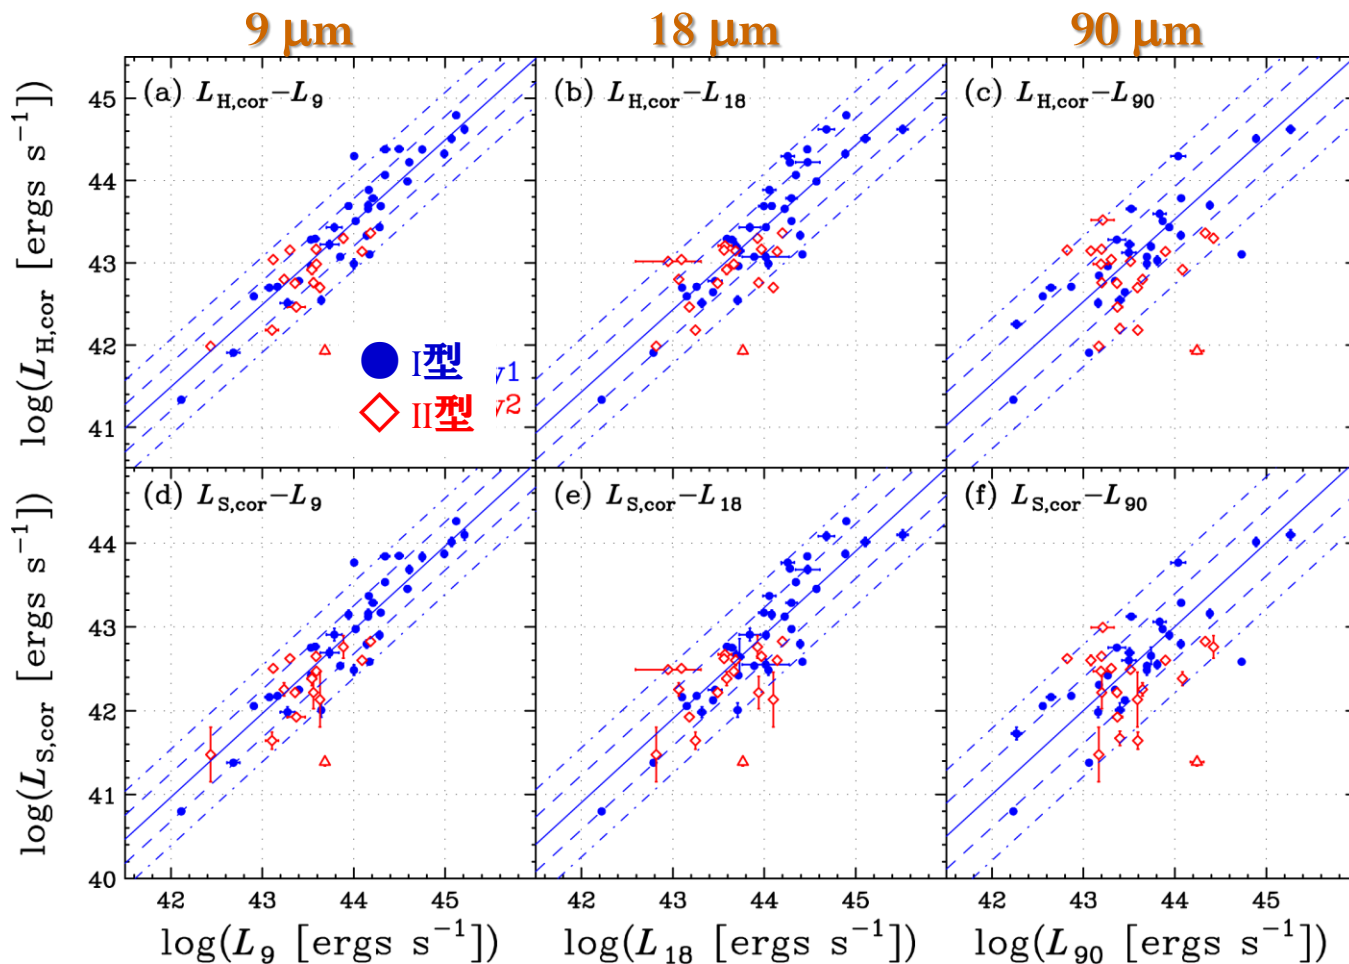 9 μm 18 μm 90 μm
(a) L_H,cor−L_9 (b) L_H,cor−L_18 (c) L_H,cor−L_90
log(L_H,cor [ergs s⁻¹])
45
44
43
42
41
I型 y1
II型 y2
(d) L_S,cor−L_9 (e) L_S,cor−L_18 (f) L_S,cor−L_90
log(L_S,cor [ergs s⁻¹])
44
43
42
41
40
42 43 44 45 42 43 44 45 42 43 44 45
log(L_9 [ergs s⁻¹]) log(L_18 [ergs s⁻¹]) log(L_90 [ergs s⁻¹])